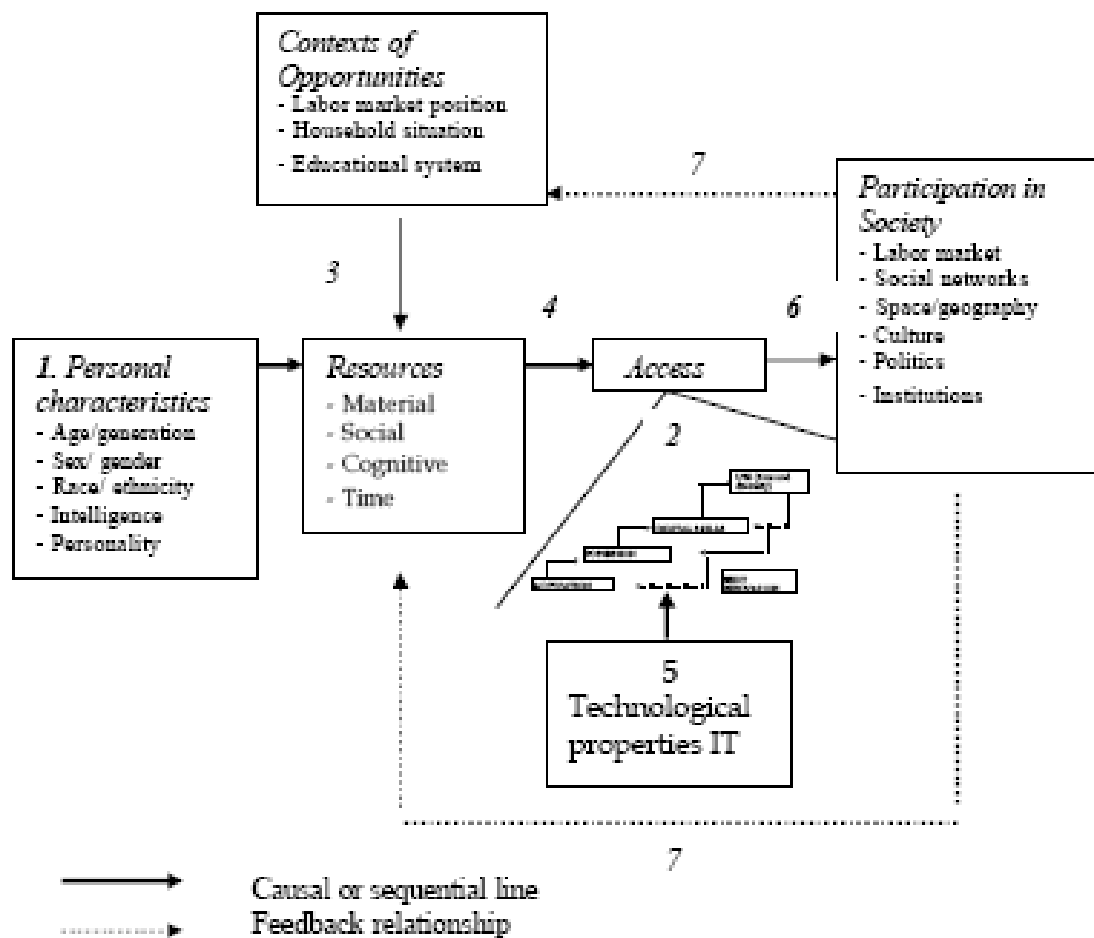 Contexts of
Opportunities
- Labor market position
- Household situation
- Educational system
7
Participation in
Society
- Labor market
- Social networks
- Space/geography
- Culture
- Politics
- Institutions
3
4
6
1. Personal
characteristics
- Age/generation
- Sex/ gender
- Race/ ethnicity
- Intelligence
- Personality
Resources
- Material
- Social
- Cognitive
- Time
Access
2
5
Technological
properties IT
7
Causal or sequential line
Feedback relationship